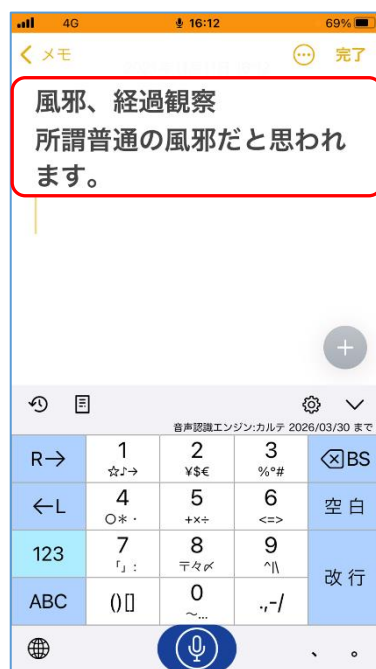 4G 16:12 69%
メモ 完了
風邪、経過観察
所謂普通の風邪だと思われ
ます。
音声認識エンジン:カルテ 2026/03/30 まで
R→ 1 2 3 BS
☆♪→ ¥$€ %°#
←L 4 5 6 空白
○*・ +×÷ <=>
123 7 8 9 改行
「」: 〒々〆 ^|\
ABC ()[] 0 .,-/
~…
、 。